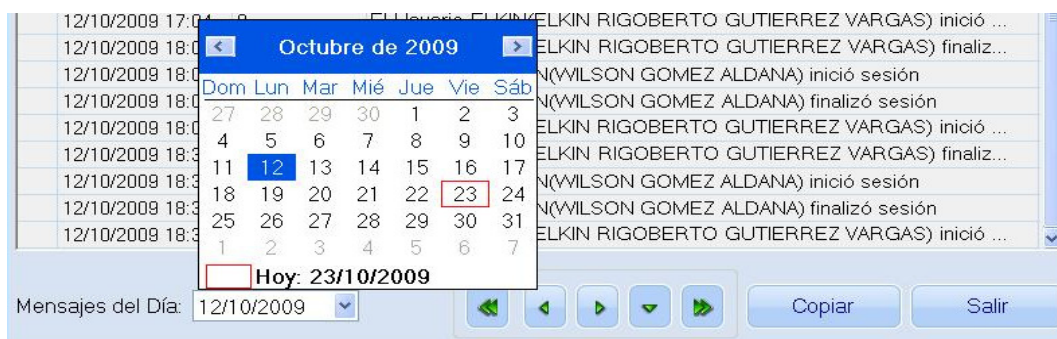 12/10/2009 17:04 El Usuario ELKIN(ELKIN RIGOBERTO GUTIERREZ VARGAS) inició ...
12/10/2009 18:0 ELKIN RIGOBERTO GUTIERREZ VARGAS) finaliz...
12/10/2009 18:0 N(WILSON GOMEZ ALDANA) inició sesión
12/10/2009 18:0 N(WILSON GOMEZ ALDANA) finalizó sesión
12/10/2009 18:0 ELKIN RIGOBERTO GUTIERREZ VARGAS) inició ...
12/10/2009 18:3 ELKIN RIGOBERTO GUTIERREZ VARGAS) finaliz...
12/10/2009 18:3 N(WILSON GOMEZ ALDANA) inició sesión
12/10/2009 18:3 N(WILSON GOMEZ ALDANA) finalizó sesión
12/10/2009 18:3 ELKIN RIGOBERTO GUTIERREZ VARGAS) inició ...
Octubre de 2009
Dom Lun Mar Mié Jue Vie Sáb
27 28 29 30 1 2 3
4 5 6 7 8 9 10
11 12 13 14 15 16 17
18 19 20 21 22 23 24
25 26 27 28 29 30 31
1 2 3 4 5 6 7
Hoy: 23/10/2009
Mensajes del Día: 12/10/2009 Copiar Salir